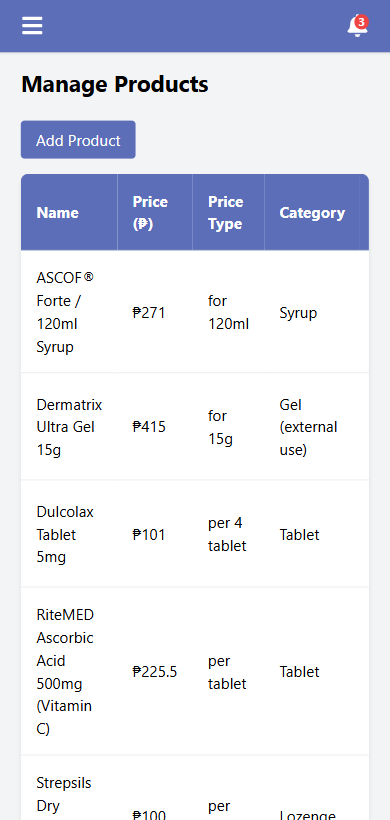 3
Manage Products
Add Product
Name
Price
(₱)
Price
Type
Category
ASCOF®
Forte /
120ml
Syrup
₱271
for
120ml
Syrup
Dermatrix
Ultra Gel
15g
₱415
for
15g
Gel
(external
use)
Dulcolax
Tablet
5mg
₱101
per 4
tablet
Tablet
RiteMED
Ascorbic
Acid
500mg
(Vitamin
C)
₱225.5
per
tablet
Tablet
Strepsils
Dry
₱100
per
Lozenge